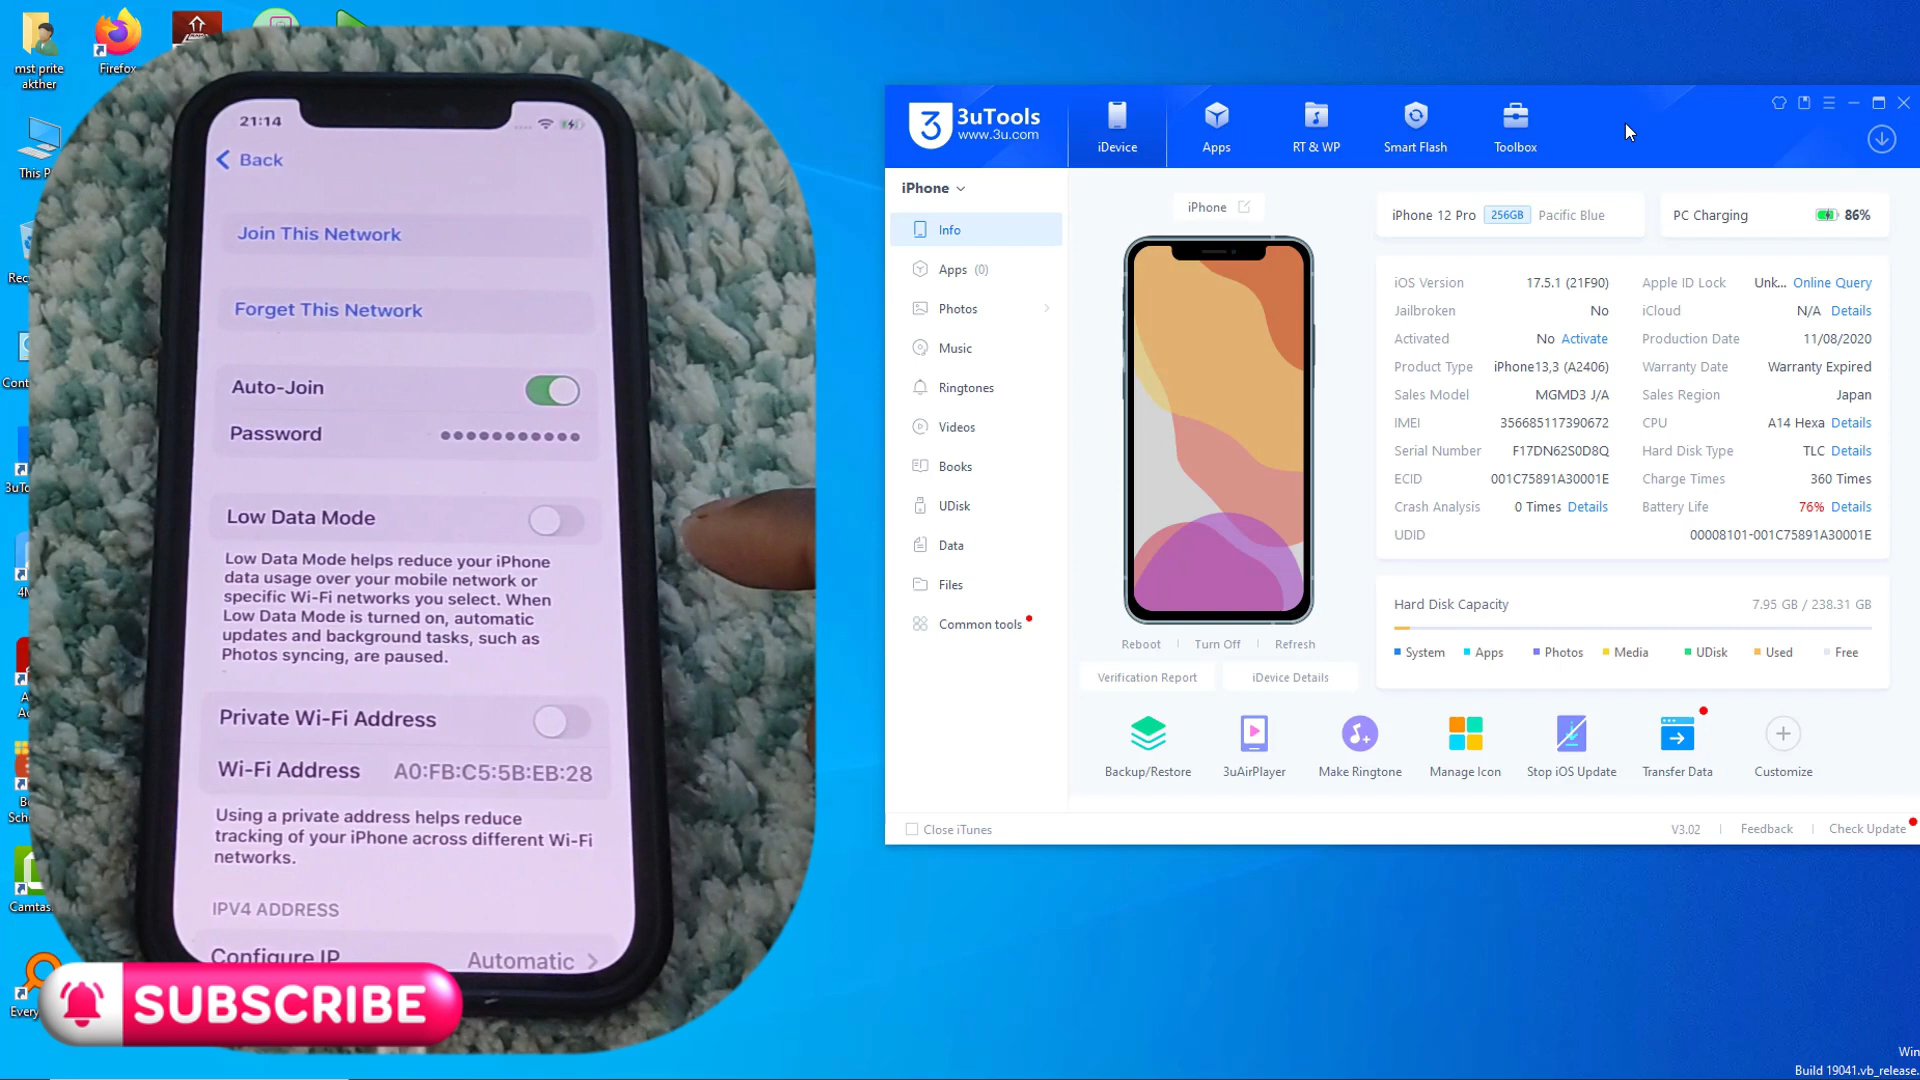 mst prite
akther
Firefox
21:14
Back
Join This Network
Forget This Network
Auto-Join
Password ●●●●●●●●●●●
Low Data Mode
Low Data Mode helps reduce your iPhone
data usage over your mobile network or
specific Wi-Fi networks you select. When
Low Data Mode is turned on, automatic
updates and background tasks, such as
Photos syncing, are paused.
Private Wi-Fi Address
Wi-Fi Address A0:FB:C5:5B:EB:28
Using a private address helps reduce
tracking of your iPhone across different Wi-Fi
networks.
IPV4 ADDRESS
Configure IP Automatic
SUBSCRIBE
3 3uTools
www.3u.com
iDevice Apps RT & WP Smart Flash Toolbox
iPhone
Info
Apps (0)
Photos
Music
Ringtones
Videos
Books
UDisk
Data
Files
Common tools
iPhone
Reboot Turn Off Refresh
Verification Report iDevice Details
iPhone 12 Pro 256GB Pacific Blue
PC Charging 86%
iOS Version 17.5.1 (21F90) Apple ID Lock Unk... Online Query
Jailbroken No iCloud N/A Details
Activated No Activate Production Date 11/08/2020
Product Type iPhone13,3 (A2406) Warranty Date Warranty Expired
Sales Model MGMD3 J/A Sales Region Japan
IMEI 356685117390672 CPU A14 Hexa Details
Serial Number F17DN62S0D8Q Hard Disk Type TLC Details
ECID 001C75891A30001E Charge Times 360 Times
Crash Analysis 0 Times Details Battery Life 76% Details
UDID 00008101-001C75891A30001E
Hard Disk Capacity 7.95 GB / 238.31 GB
System Apps Photos Media UDisk Used Free
Backup/Restore 3uAirPlayer Make Ringtone Manage Icon Stop iOS Update Transfer Data Customize
Close iTunes V3.02 Feedback Check Update
This P
Rec
Cont
3uTo
Camtas
Every
Win
Build 19041.vb_release.